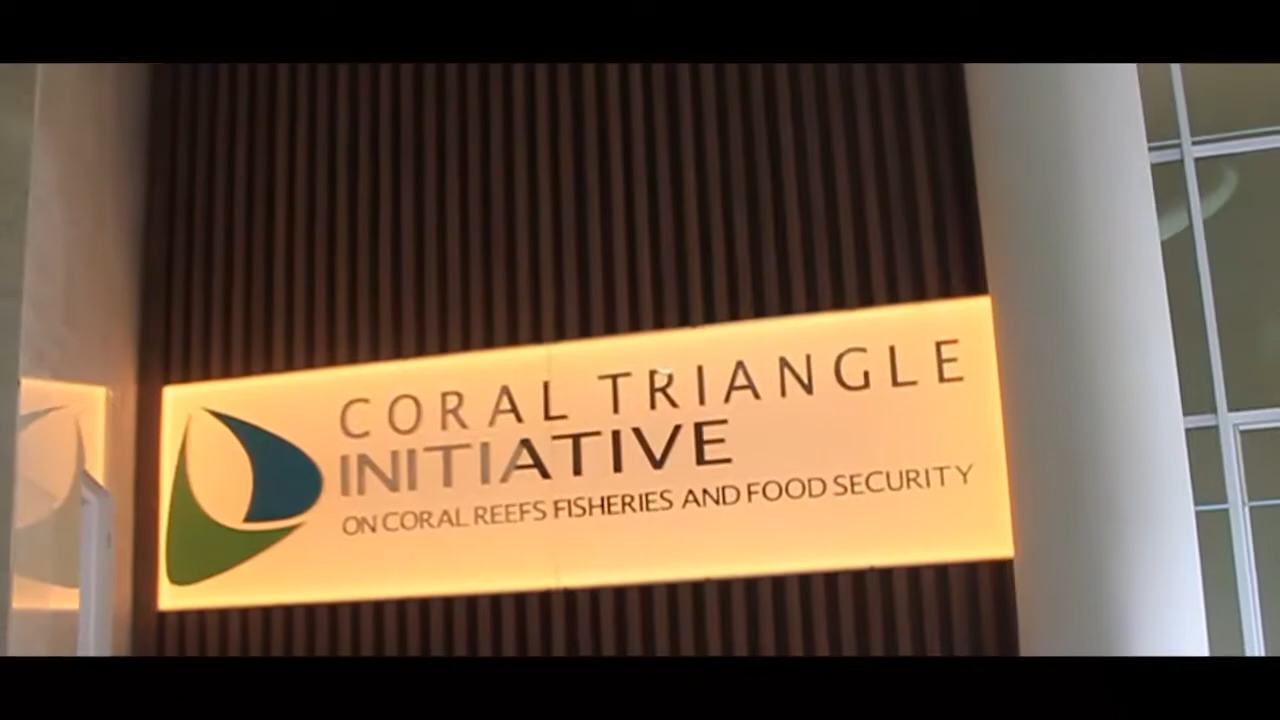 CORAL TRIANGLE
INITIATIVE
ON CORAL REEFS FISHERIES AND FOOD SECURITY